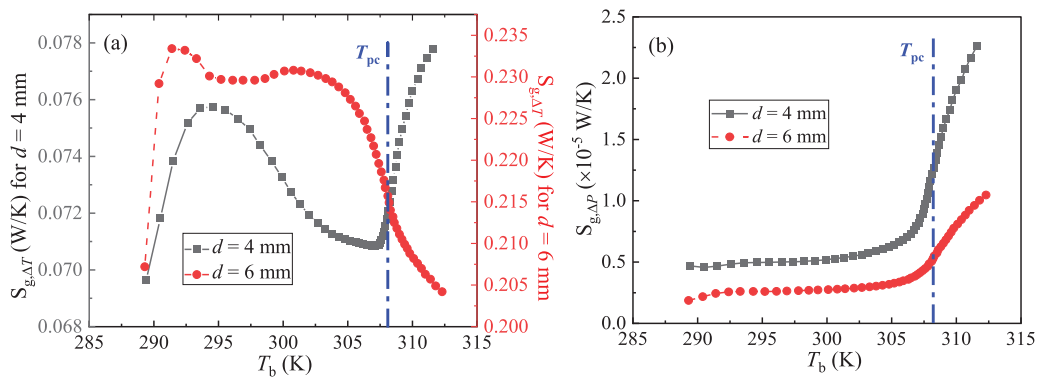 (a)
T_pc
0.078
0.076
0.074
0.072
0.070
0.068
S_g,ΔT (W/K) for d = 4 mm
0.235
0.230
0.225
0.220
0.215
0.210
0.205
0.200
S_g,ΔT (W/K) for d = 6 mm
d = 4 mm
d = 6 mm
285 290 295 300 305 310 315
T_b (K)
(b)
T_pc
2.5
2.0
1.5
1.0
0.5
0.0
S_g,ΔP (×10⁻⁵ W/K)
d = 4 mm
d = 6 mm
285 290 295 300 305 310 315
T_b (K)